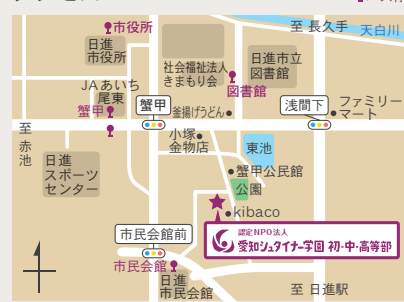 市役所
至 長久手
天白川
日進
市役所
社会福祉法人
きまもり会
日進市立
図書館
図書館
JAあいち
尾東
蟹甲
蟹甲
釜揚げうどん
浅間下
ファミリー
マート
至
赤池
小塚
金物店
東池
日進
スポーツ
センター
蟹甲公民館
公園
kibaco
市民会館前
認定NPO法人
愛知シュタイナー学園 初・中・高等部
市民会館
日進
市民会館
至 日進駅